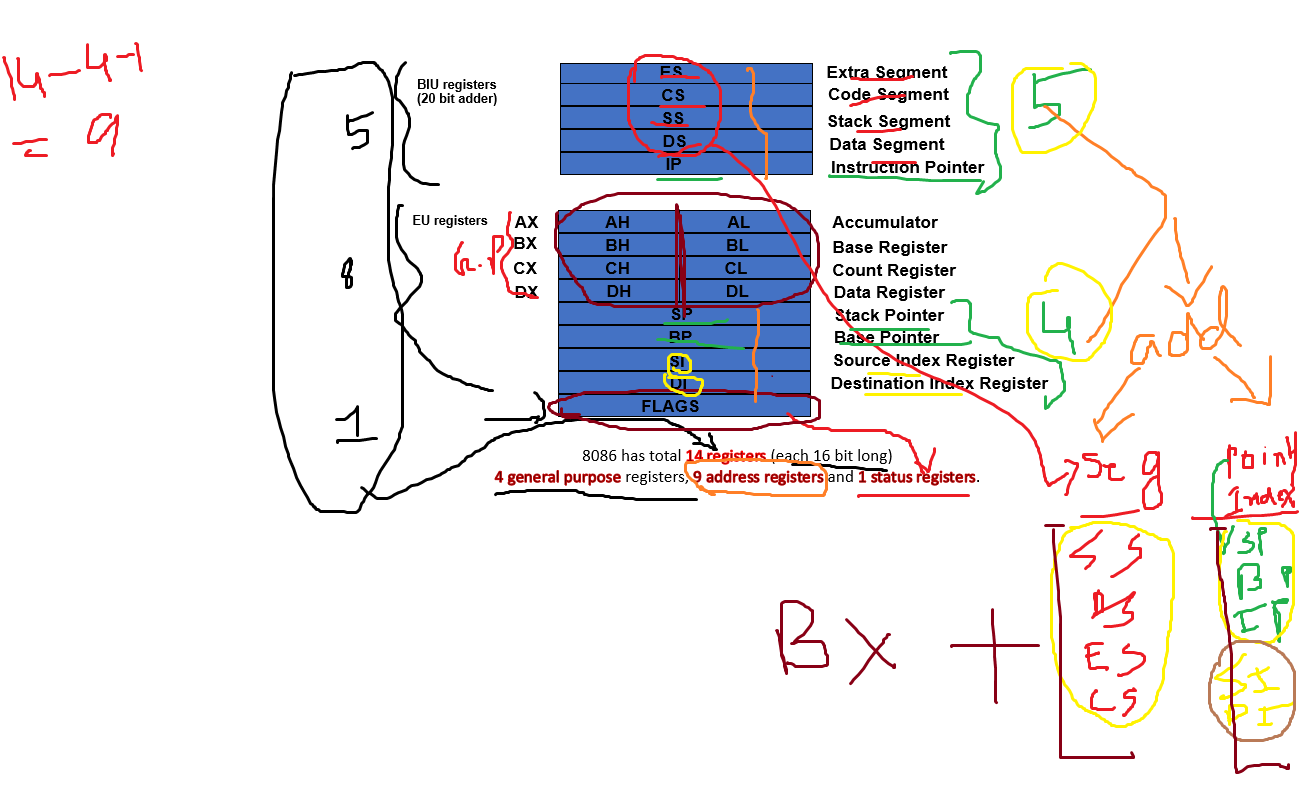 14-4-1
= 9
BIU registers
(20 bit adder)
5
ES Extra Segment
CS Code Segment
SS Stack Segment
DS Data Segment
IP Instruction Pointer
5
EU registers
G.P
8
1
AX AH AL Accumulator
BX BH BL Base Register
CX CH CL Count Register
DX DH DL Data Register
SP Stack Pointer
BP Base Pointer
SI Source Index Register
DI Destination Index Register
FLAGS
4
add
8086 has total 14 registers (each 16 bit long)
4 general purpose registers, 9 address registers and 1 status registers.
Seg
SS
DS
ES
CS
Point
Index
SP
BP
IP
SI
DI
BX +